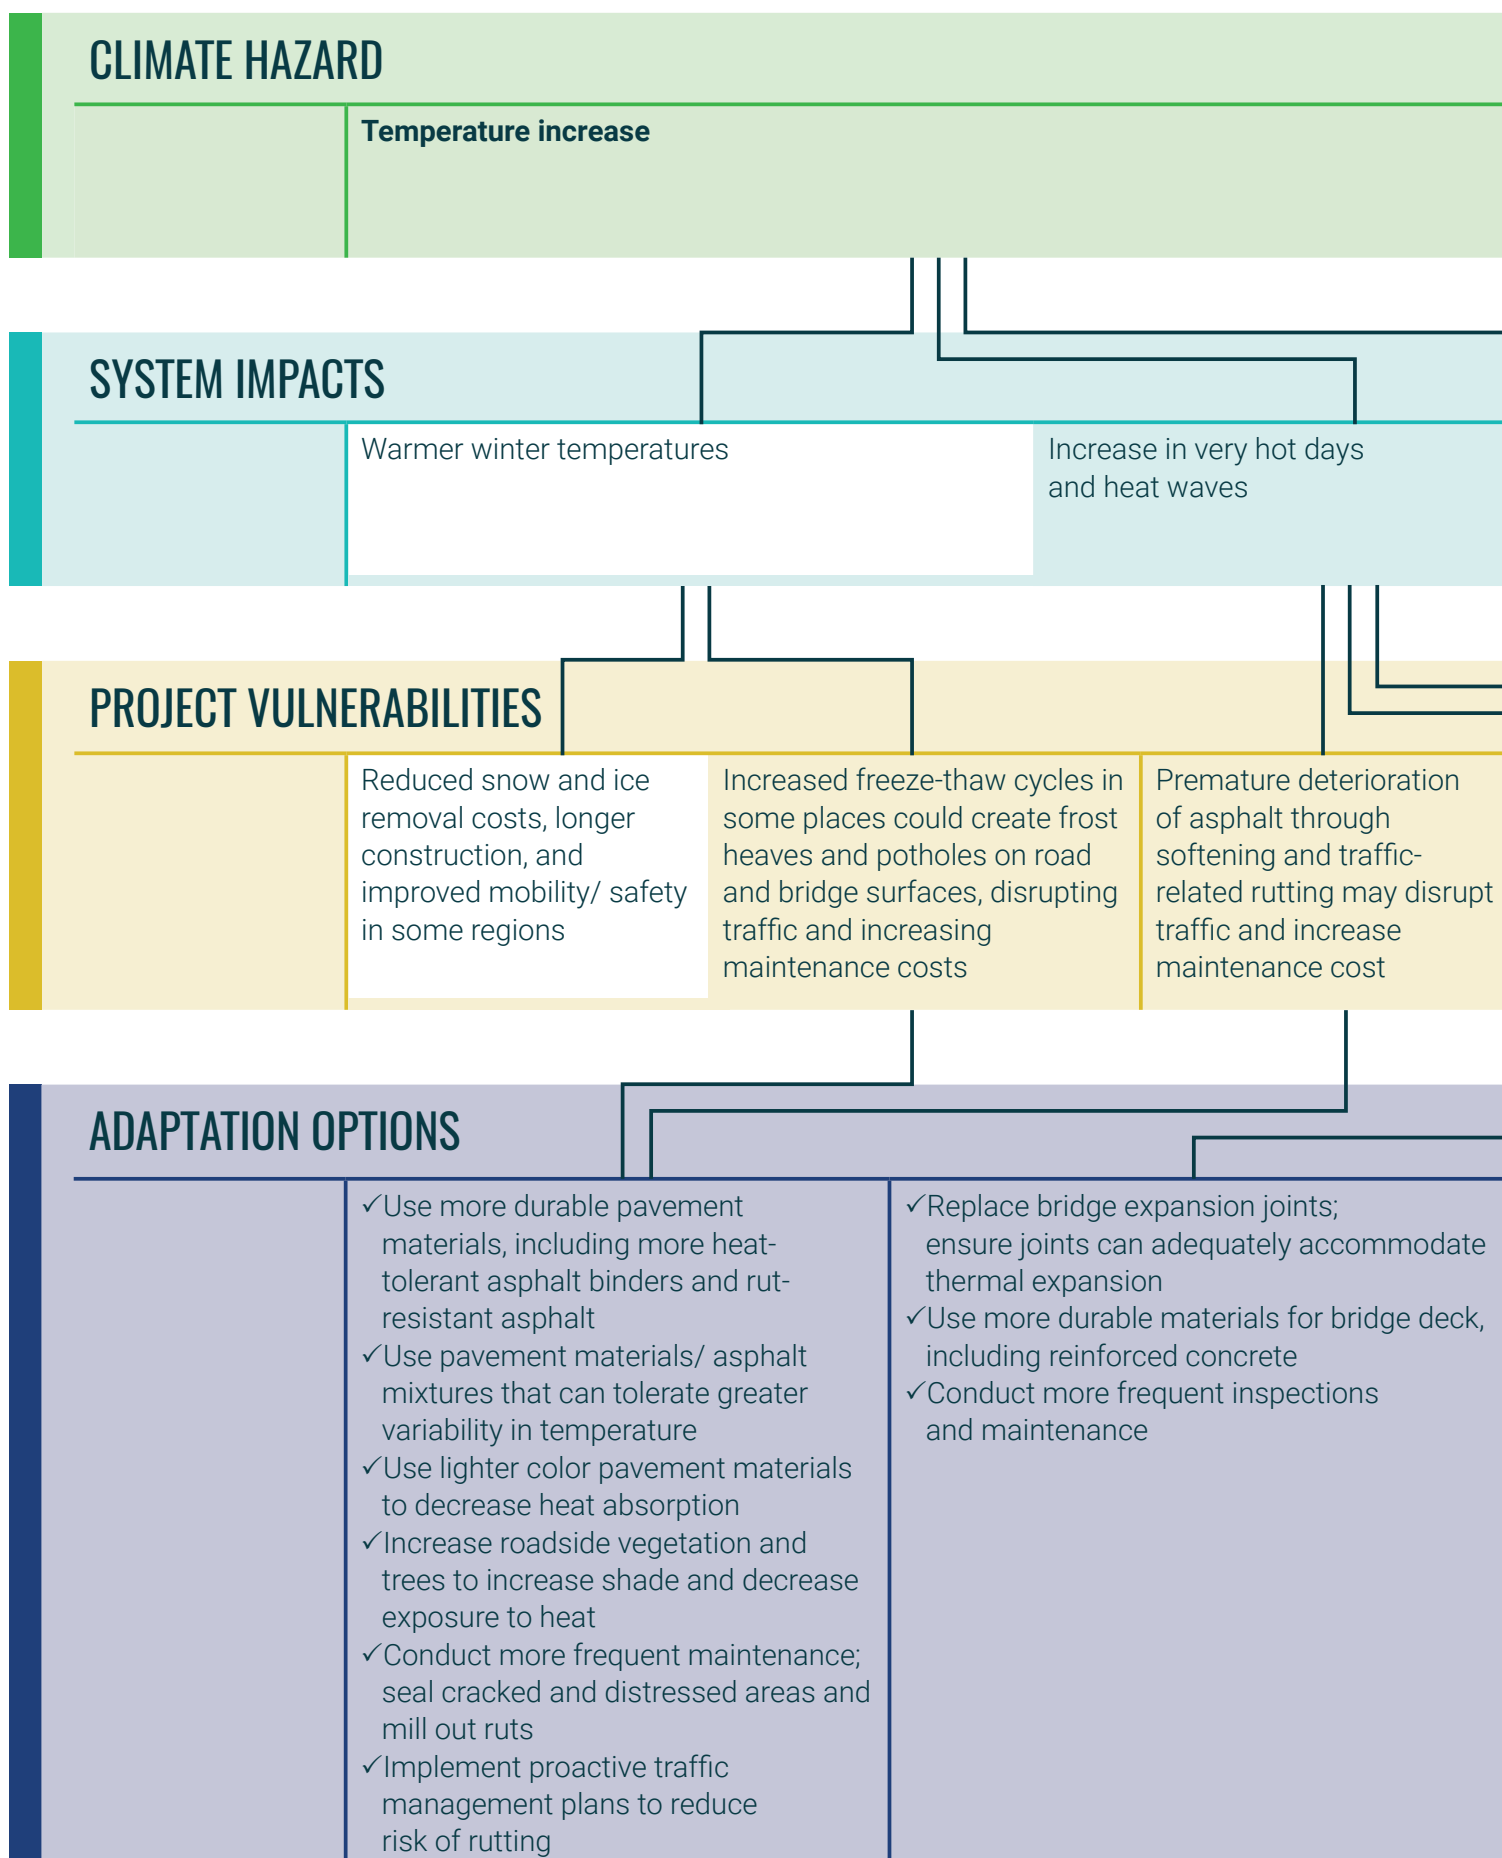 CLIMATE HAZARD
Temperature increase
SYSTEM IMPACTS
Warmer winter temperatures
Increase in very hot days
and heat waves
PROJECT VULNERABILITIES
Reduced snow and ice
removal costs, longer
construction, and
improved mobility/ safety
in some regions
Increased freeze-thaw cycles in
some places could create frost
heaves and potholes on road
and bridge surfaces, disrupting
traffic and increasing
maintenance costs
Premature deterioration
of asphalt through
softening and traffic-
related rutting may disrupt
traffic and increase
maintenance cost
ADAPTATION OPTIONS
✓Use more durable pavement
materials, including more heat-
tolerant asphalt binders and rut-
resistant asphalt
✓Use pavement materials/ asphalt
mixtures that can tolerate greater
variability in temperature
✓Use lighter color pavement materials
to decrease heat absorption
✓Increase roadside vegetation and
trees to increase shade and decrease
exposure to heat
✓Conduct more frequent maintenance;
seal cracked and distressed areas and
mill out ruts
✓Implement proactive traffic
management plans to reduce
risk of rutting
✓Replace bridge expansion joints;
ensure joints can adequately accommodate
thermal expansion
✓Use more durable materials for bridge deck,
including reinforced concrete
✓Conduct more frequent inspections
and maintenance